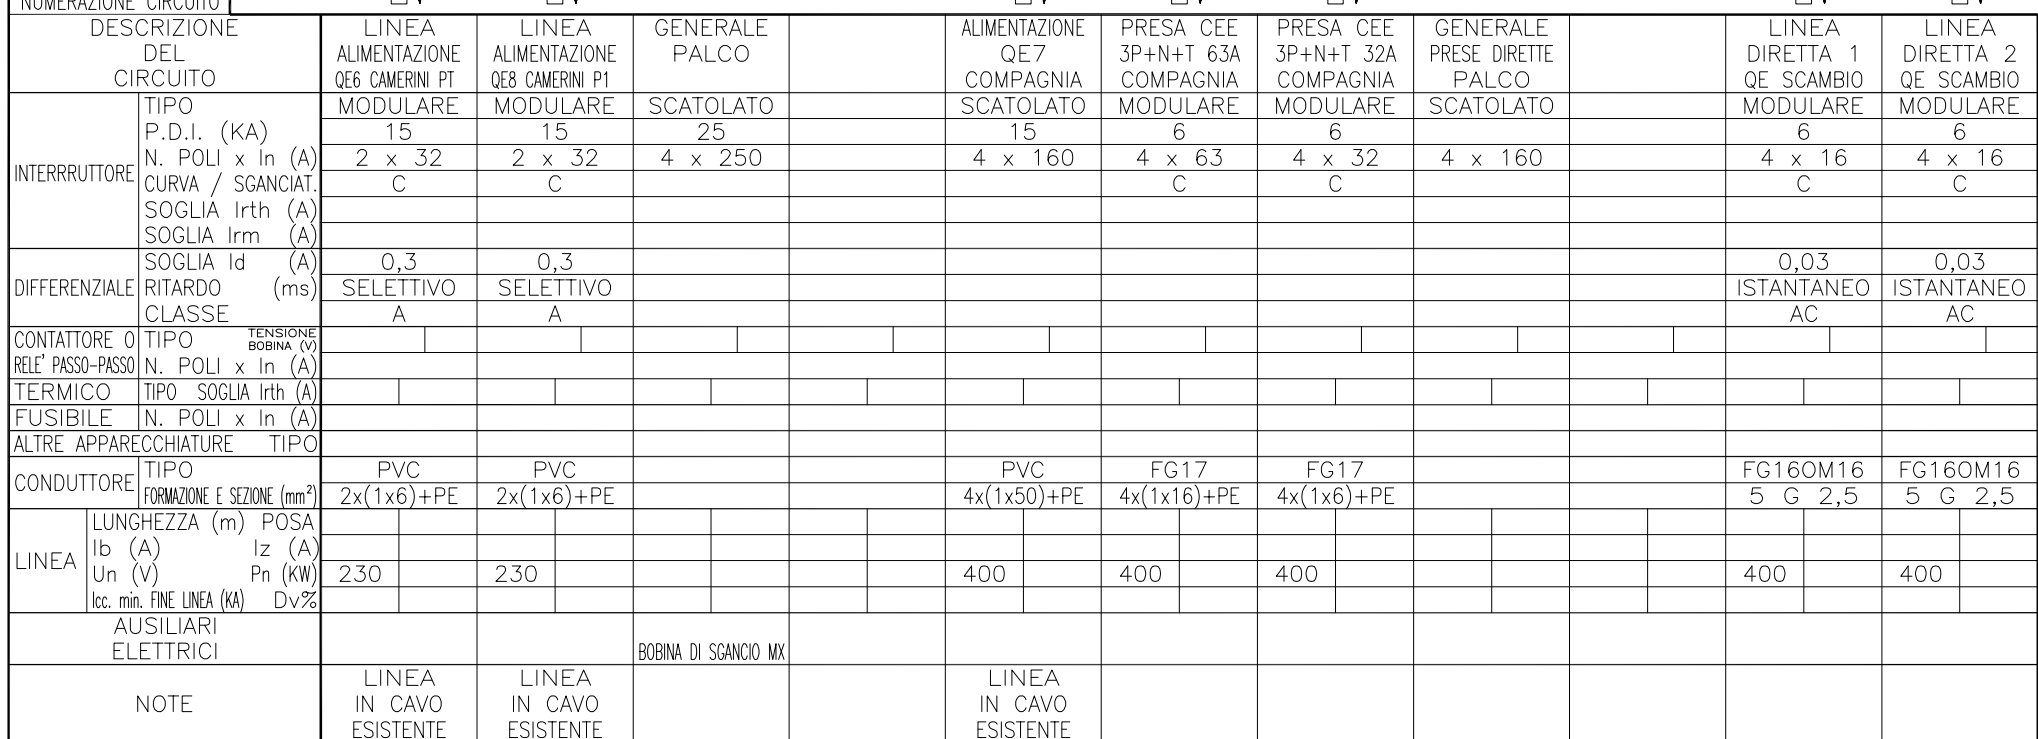 NUMERAZIONE CIRCUITO
DESCRIZIONE DEL CIRCUITO
LINEA ALIMENTAZIONE QE6 CAMERINI PT
LINEA ALIMENTAZIONE QE8 CAMERINI P1
GENERALE PALCO
ALIMENTAZIONE QE7 COMPAGNIA
PRESA CEE 3P+N+T 63A COMPAGNIA
PRESA CEE 3P+N+T 32A COMPAGNIA
GENERALE PRESE DIRETTE PALCO
LINEA DIRETTA 1 QE SCAMBIO
LINEA DIRETTA 2 QE SCAMBIO
INTERRRUTTORE
TIPO MODULARE MODULARE SCATOLATO SCATOLATO MODULARE MODULARE SCATOLATO MODULARE MODULARE
P.D.I. (KA) 15 15 25 15 6 6 6 6
N. POLI x In (A) 2 x 32 2 x 32 4 x 250 4 x 160 4 x 63 4 x 32 4 x 160 4 x 16 4 x 16
CURVA / SGANCIAT. C C C C C C
SOGLIA Irth (A)
SOGLIA Irm (A)
DIFFERENZIALE
SOGLIA Id (A) 0,3 0,3 0,03 0,03
RITARDO (ms) SELETTIVO SELETTIVO ISTANTANEO ISTANTANEO
CLASSE A A AC AC
CONTATTORE O RELE' PASSO-PASSO
TIPO TENSIONE BOBINA (V)
N. POLI x In (A)
TERMICO TIPO SOGLIA Irth (A)
FUSIBILE N. POLI x In (A)
ALTRE APPARECCHIATURE TIPO
CONDUTTORE
TIPO PVC PVC PVC FG17 FG17 FG16OM16 FG16OM16
FORMAZIONE E SEZIONE (mm²) 2x(1x6)+PE 2x(1x6)+PE 4x(1x50)+PE 4x(1x16)+PE 4x(1x6)+PE 5 G 2,5 5 G 2,5
LINEA
LUNGHEZZA (m) POSA
Ib (A) Iz (A)
Un (V) Pn (KW) 230 230 400 400 400 400 400
Icc. min. FINE LINEA (KA) Dv%
AUSILIARI ELETTRICI
BOBINA DI SGANCIO MX
NOTE
LINEA IN CAVO ESISTENTE
LINEA IN CAVO ESISTENTE
LINEA IN CAVO ESISTENTE